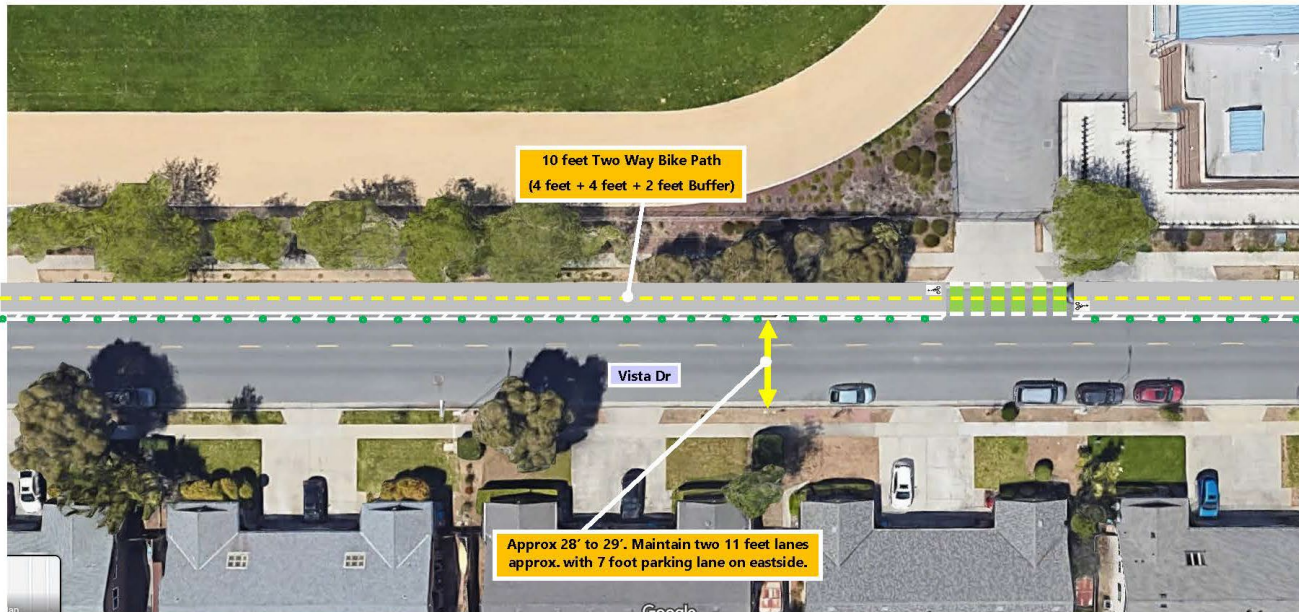 10 feet Two Way Bike Path
(4 feet + 4 feet + 2 feet Buffer)
Vista Dr
Approx 28' to 29'. Maintain two 11 feet lanes
approx. with 7 foot parking lane on eastside.
Google